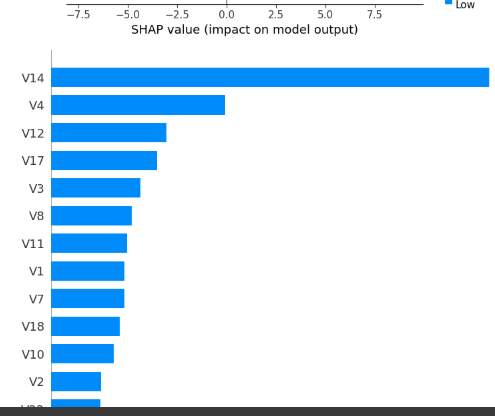 Low
−7.5 −5.0 −2.5 0.0 2.5 5.0 7.5
SHAP value (impact on model output)
V14
V4
V12
V17
V3
V8
V11
V1
V7
V18
V10
V2